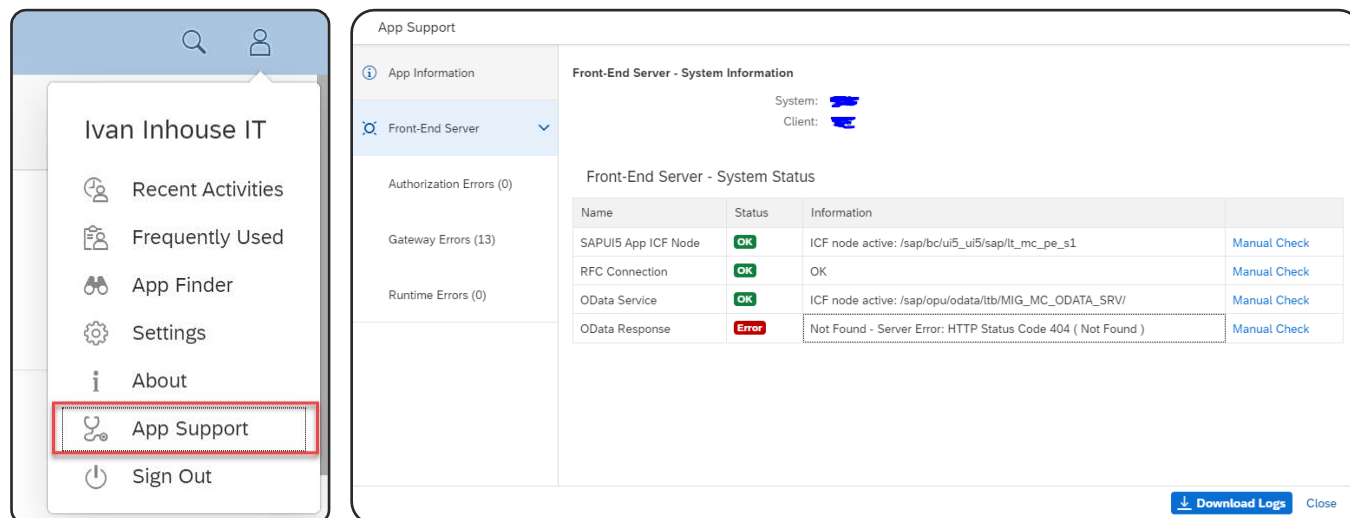 Ivan Inhouse IT
Recent Activities
Frequently Used
App Finder
Settings
About
App Support
Sign Out
App Support
App Information
Front-End Server
Authorization Errors (0)
Gateway Errors (13)
Runtime Errors (0)
Front-End Server - System Information
System:
Client:
Front-End Server - System Status
Name Status Information
SAPUI5 App ICF Node OK ICF node active: /sap/bc/ui5_ui5/sap/lt_mc_pe_s1 Manual Check
RFC Connection OK OK Manual Check
OData Service OK ICF node active: /sap/opu/odata/ltb/MIG_MC_ODATA_SRV/ Manual Check
OData Response Error Not Found - Server Error: HTTP Status Code 404 ( Not Found ) Manual Check
Download Logs Close